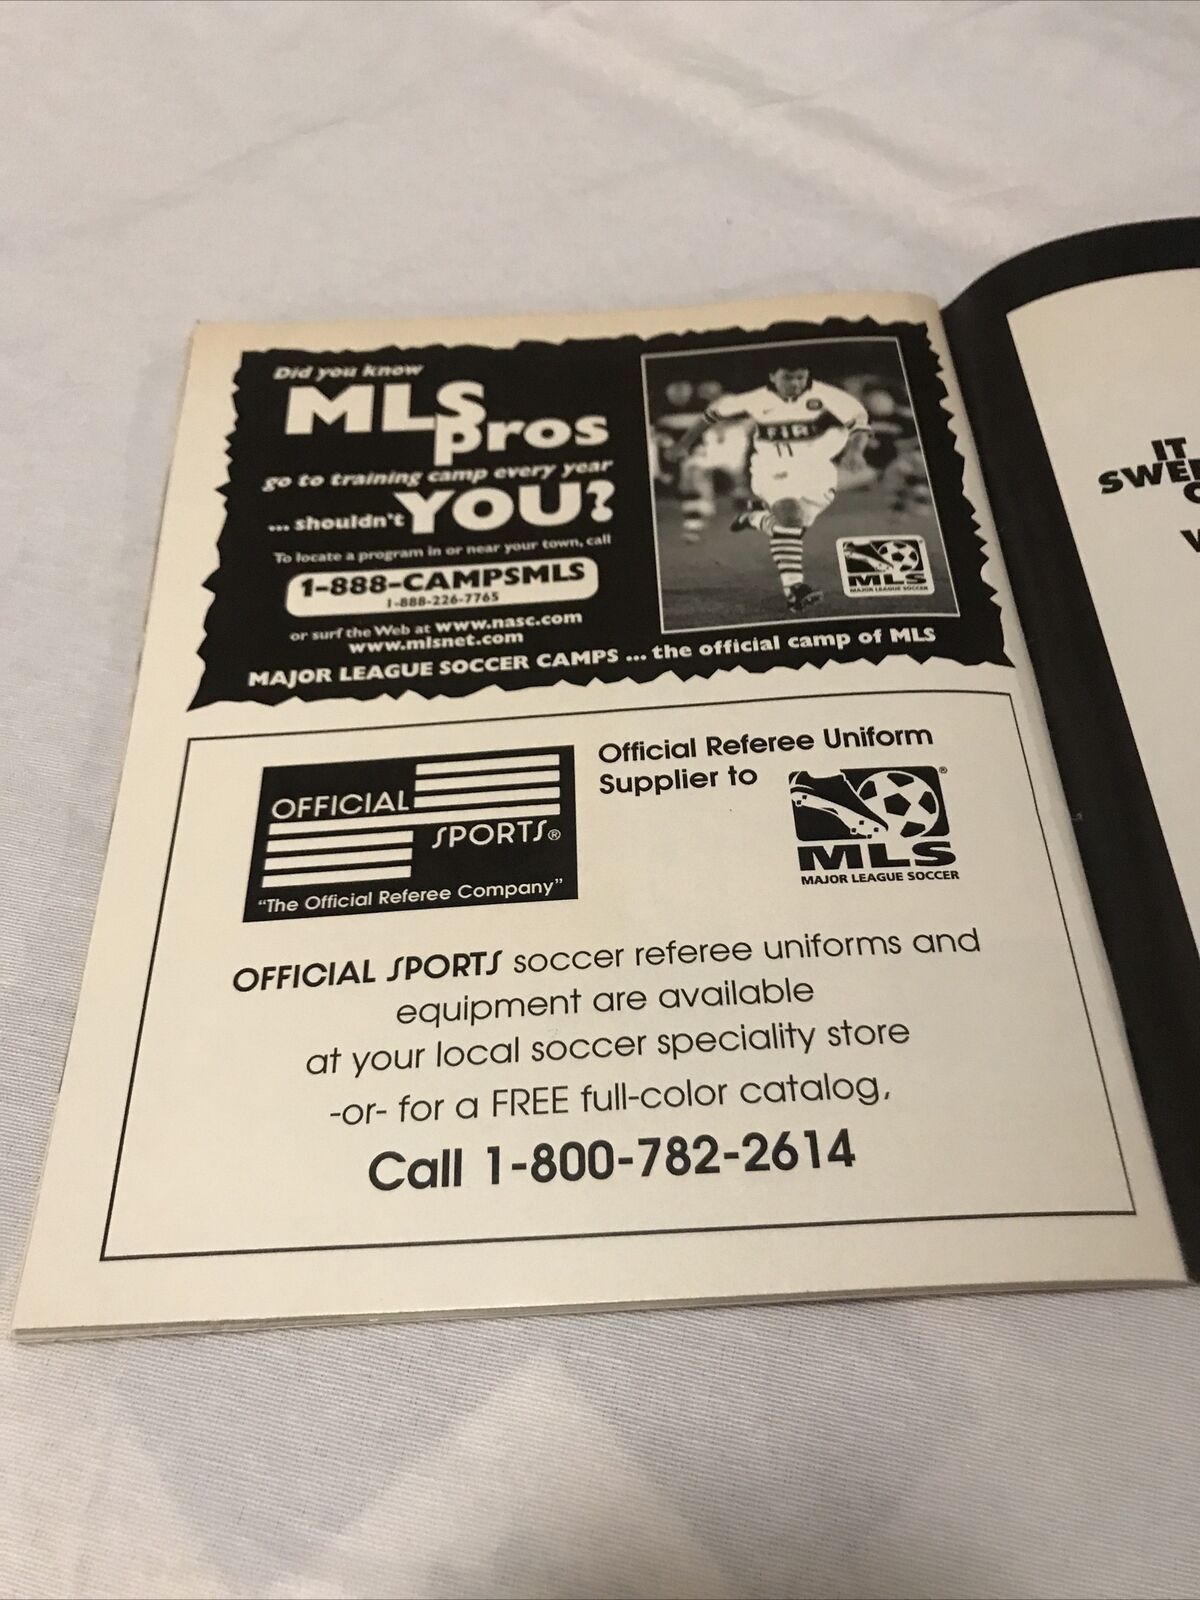 Did you know
MLS
pros
go to training camp every year
... shouldn't YOU?
To locate a program in or near your town, call
1-888-CAMPSMLS
1-888-226-7765
or surf the Web at www.nasc.com
www.mlsnet.com
MAJOR LEAGUE SOCCER CAMPS ... the official camp of MLS
FIR
11
MLS
MAJOR LEAGUE SOCCER
OFFICIAL
SPORTS®
"The Official Referee Company"
Official Referee Uniform
Supplier to
®
MLS
MAJOR LEAGUE SOCCER
OFFICIAL SPORTS soccer referee uniforms and
equipment are available
at your local soccer speciality store
-or- for a FREE full-color catalog,
Call 1-800-782-2614
IT